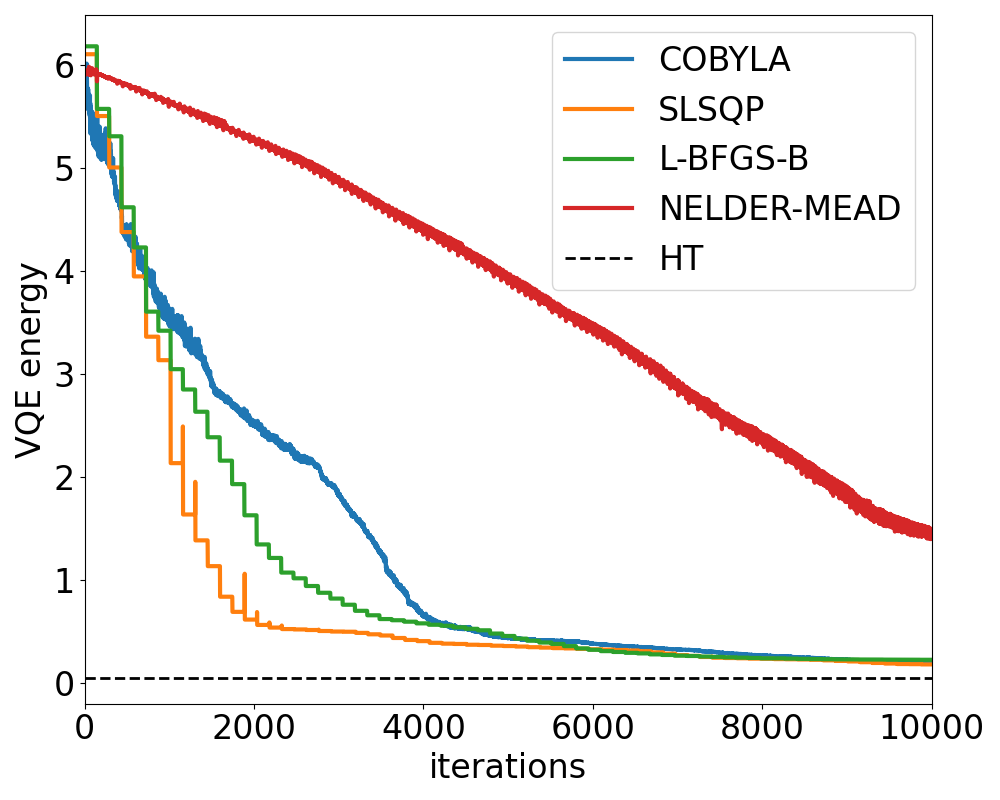 COBYLA
SLSQP
L-BFGS-B
NELDER-MEAD
HT
VQE energy
6
5
4
3
2
1
0
0 2000 4000 6000 8000 10000
iterations